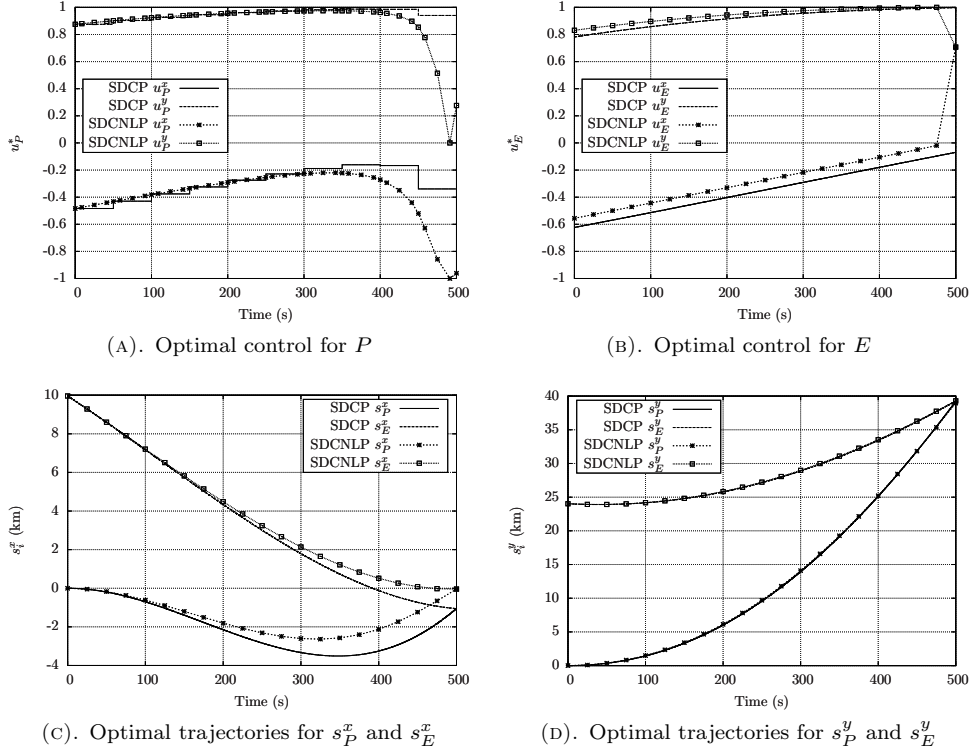 1
0.8
0.6
0.4
0.2
0
-0.2
-0.4
-0.6
-0.8
-1
u*_P
SDCP u^x_P
SDCP u^y_P
SDCNLP u^x_P
SDCNLP u^y_P
0 100 200 300 400 500
Time (s)
(A). Optimal control for P
1
0.8
0.6
0.4
0.2
0
-0.2
-0.4
-0.6
-0.8
-1
u*_E
SDCP u^x_E
SDCP u^y_E
SDCNLP u^x_E
SDCNLP u^y_E
0 100 200 300 400 500
Time (s)
(B). Optimal control for E
10
8
6
4
2
0
-2
-4
s^x_i (km)
SDCP s^x_P
SDCP s^x_E
SDCNLP s^x_P
SDCNLP s^x_E
0 100 200 300 400 500
Time (s)
(C). Optimal trajectories for s^x_P and s^x_E
40
35
30
25
20
15
10
5
0
s^y_i (km)
SDCP s^y_P
SDCP s^y_E
SDCNLP s^y_P
SDCNLP s^y_E
0 100 200 300 400 500
Time (s)
(D). Optimal trajectories for s^y_P and s^y_E